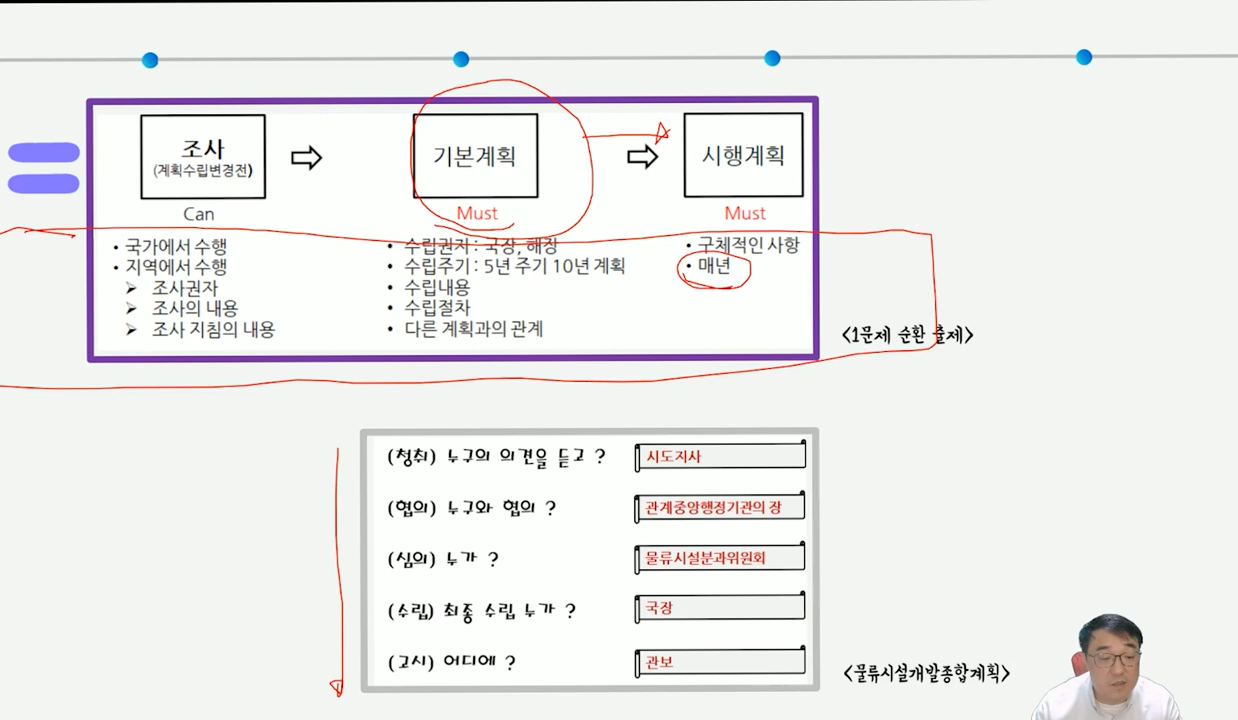 조사
(계획수립변경전)
Can
• 국가에서 수행
• 지역에서 수행
➢ 조사권자
➢ 조사의 내용
➢ 조사 지침의 내용
기본계획
Must
• 수립권자 : 국장, 해장
• 수립주기 : 5년 주기 10년 계획
• 수립내용
• 수립절차
• 다른 계획과의 관계
시행계획
Must
• 구체적인 사항
• 매년
<1문제 순환 출제>
(청취) 누구의 의견을 듣고 ? 시도지사
(협의) 누구와 협의 ? 관계중앙행정기관의 장
(심의) 누가 ? 물류시설분과위원회
(수립) 최종 수립 누가 ? 국장
(고시) 어디에 ? 관보
<물류시설개발종합계획>